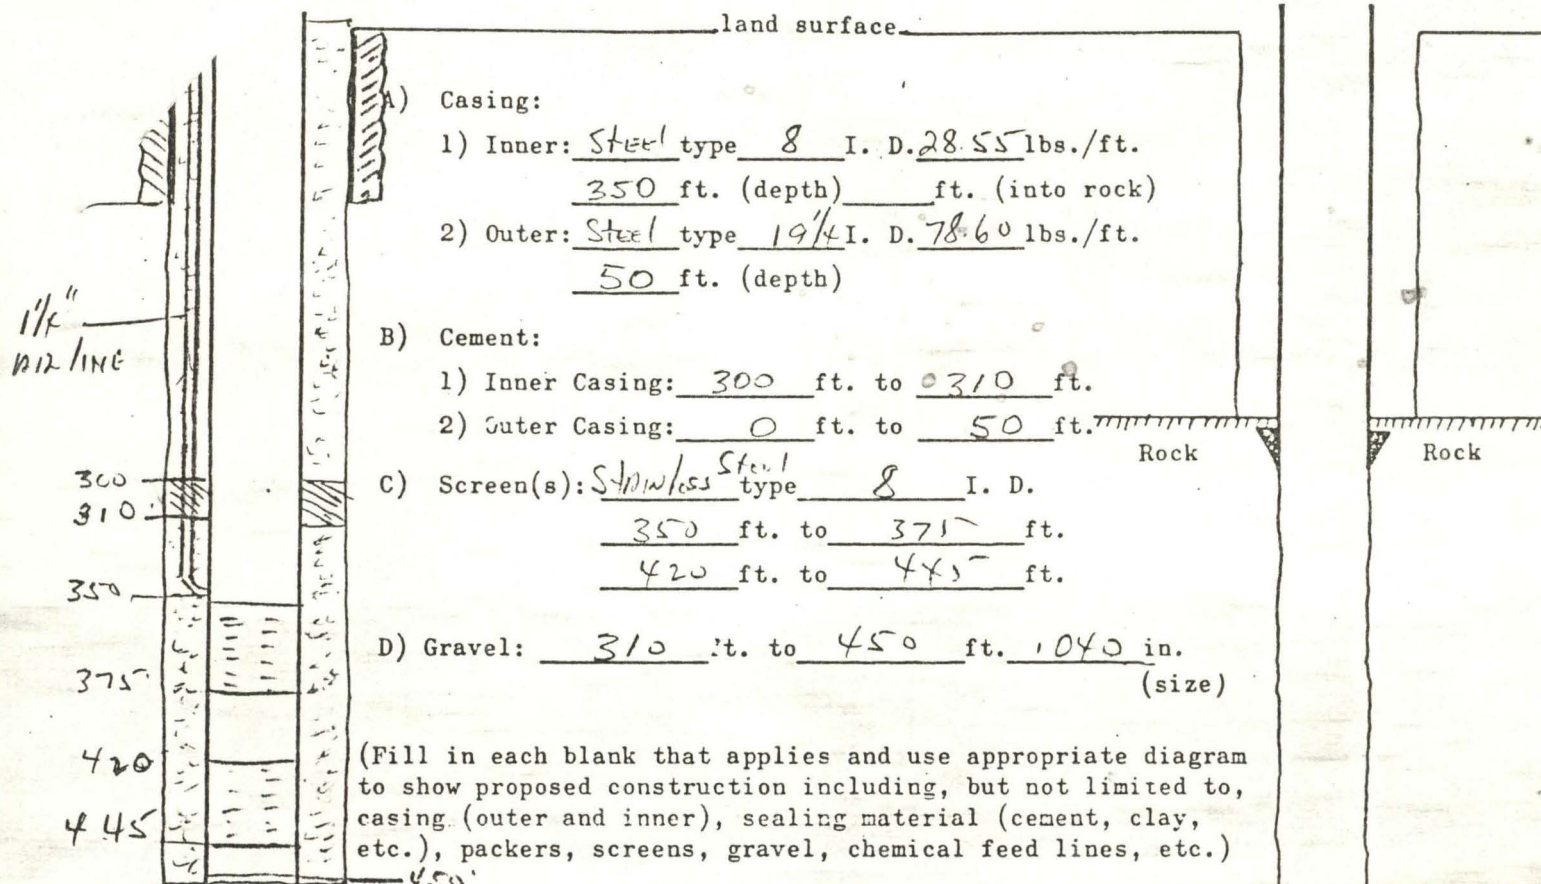 land surface
A) Casing:
1) Inner: Steel type 8 I. D. 28.55 lbs./ft.
350 ft. (depth) ft. (into rock)
2) Outer: Steel type 19 1/4 I. D. 78.60 lbs./ft.
50 ft. (depth)
1 1/4"
AIR LINE
B) Cement:
1) Inner Casing: 300 ft. to 310 ft.
2) Outer Casing: 0 ft. to 50 ft.
Rock Rock
300
310
C) Screen(s): Stainless Steel type 8 I. D.
350 ft. to 375 ft.
420 ft. to 445 ft.
350
D) Gravel: 310 ft. to 450 ft. .040 in.
(size)
375
420
445
(Fill in each blank that applies and use appropriate diagram
to show proposed construction including, but not limited to,
casing (outer and inner), sealing material (cement, clay,
etc.), packers, screens, gravel, chemical feed lines, etc.)
450'